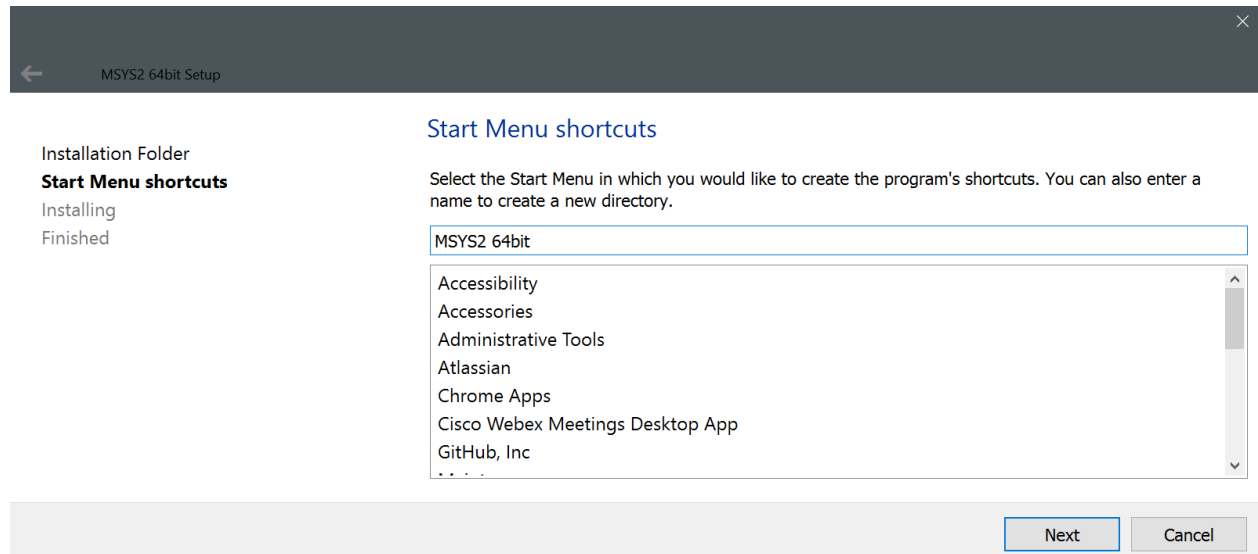 MSYS2 64bit Setup
Installation Folder
Start Menu shortcuts
Installing
Finished
Start Menu shortcuts
Select the Start Menu in which you would like to create the program's shortcuts. You can also enter a
name to create a new directory.
MSYS2 64bit
Accessibility
Accessories
Administrative Tools
Atlassian
Chrome Apps
Cisco Webex Meetings Desktop App
GitHub, Inc
Next
Cancel